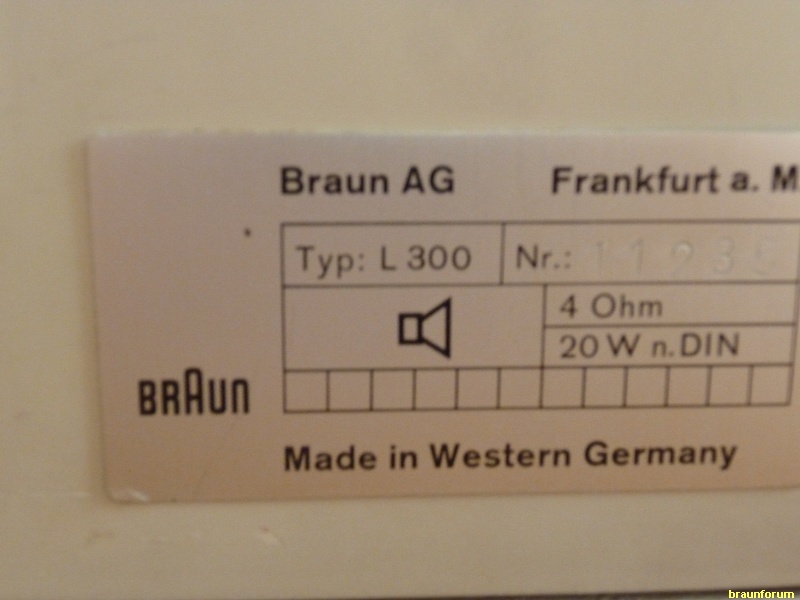 Braun AG Frankfurt a. M
Typ: L 300 Nr.:
4 Ohm
20 W n. DIN
BRAUN
Made in Western Germany
braunforum